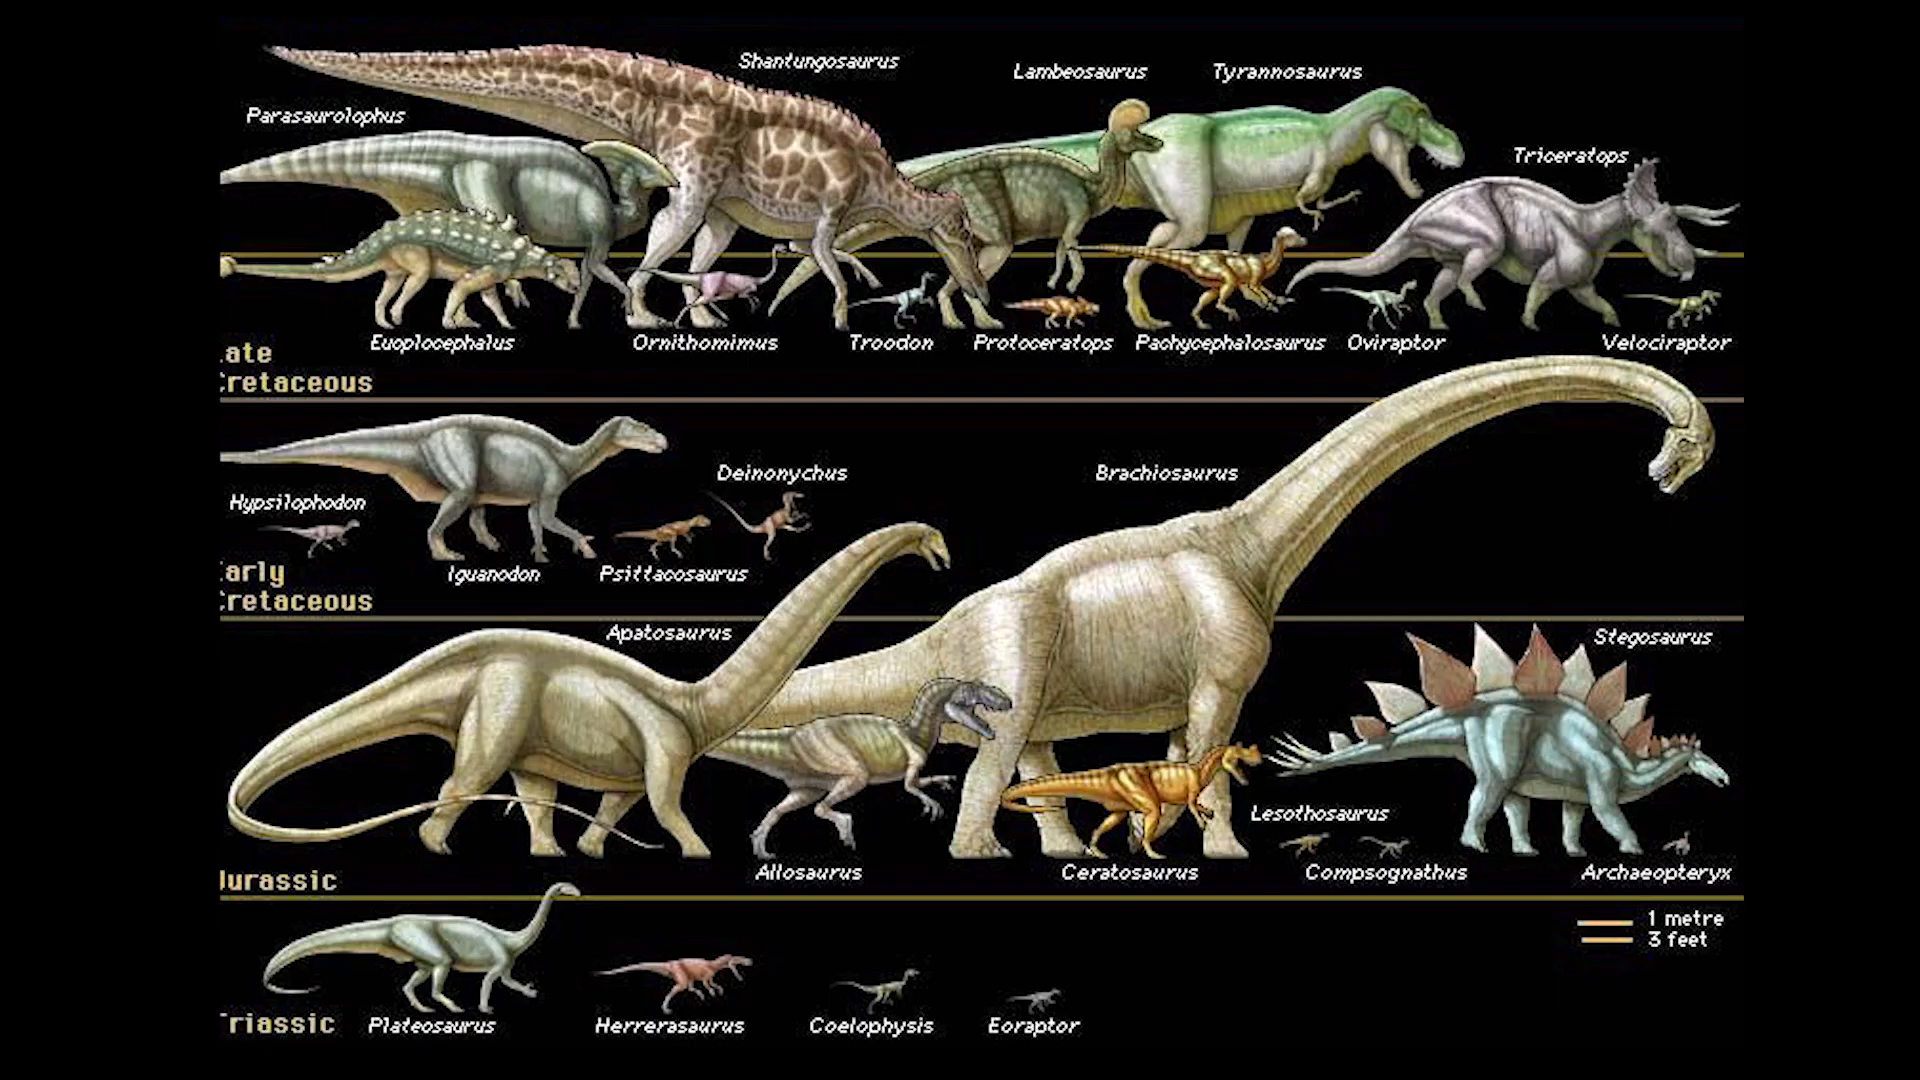 Shantungosaurus
Lambeosaurus
Tyrannosaurus
Parasaurolophus
Triceratops
Euoplocephalus
Ornithomimus
Troodon
Protoceratops
Pachycephalosaurus
Oviraptor
Velociraptor
ate
retaceous
Deinonychus
Brachiosaurus
Hypsilophodon
Iguanodon
Psittacosaurus
arly
retaceous
Apatosaurus
Stegosaurus
Lesothosaurus
Allosaurus
Ceratosaurus
Compsognathus
Archaeopteryx
Jurassic
1 metre
3 feet
riassic
Plateosaurus
Herrerasaurus
Coelophysis
Eoraptor